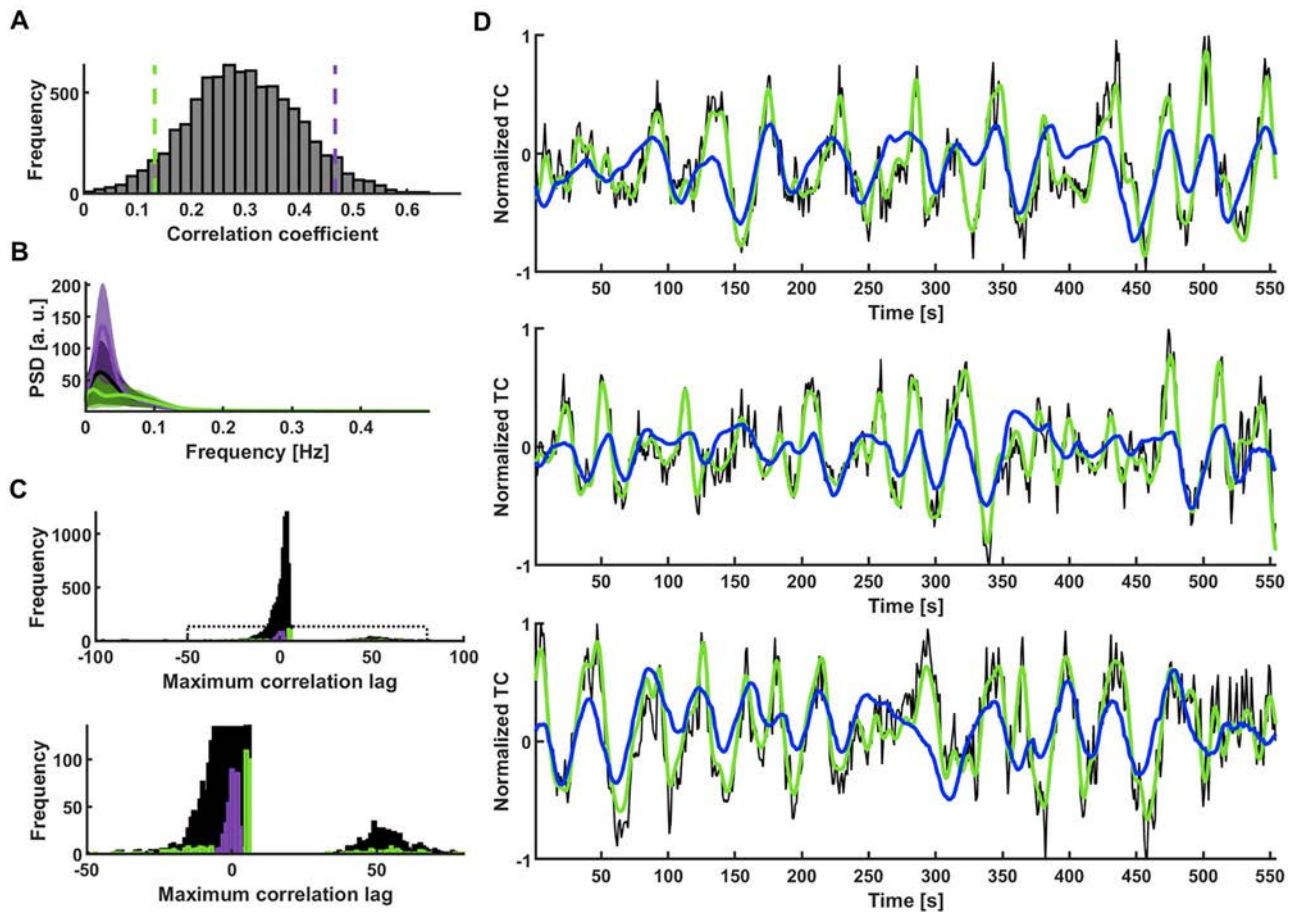 A
Frequency
500
0
0 0.1 0.2 0.3 0.4 0.5 0.6
Correlation coefficient
B
PSD [a. u.]
200
150
100
50
0 0.1 0.2 0.3 0.4
Frequency [Hz]
C
Frequency
1000
500
0
-100 -50 0 50 100
Maximum correlation lag
Frequency
100
50
0
-50 0 50
Maximum correlation lag
D
Normalized TC
1
0
-1
50 100 150 200 250 300 350 400 450 500 550
Time [s]
Normalized TC
1
0
-1
50 100 150 200 250 300 350 400 450 500 550
Time [s]
Normalized TC
1
0
-1
50 100 150 200 250 300 350 400 450 500 550
Time [s]